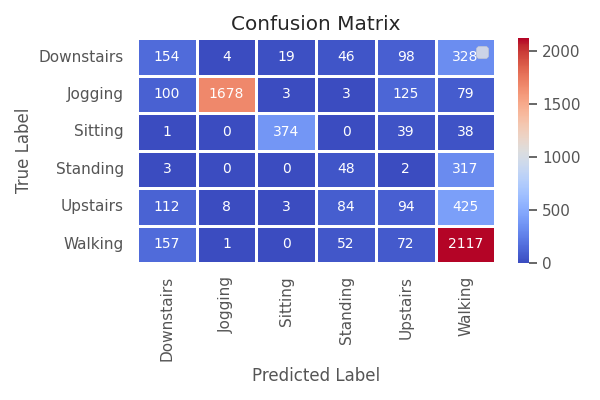 Confusion Matrix
Downstairs 154 4 19 46 98 328
Jogging 100 1678 3 3 125 79
Sitting 1 0 374 0 39 38
Standing 3 0 0 48 2 317
Upstairs 112 8 3 84 94 425
Walking 157 1 0 52 72 2117
True Label
Downstairs Jogging Sitting Standing Upstairs Walking
Predicted Label
2000
1500
1000
500
0